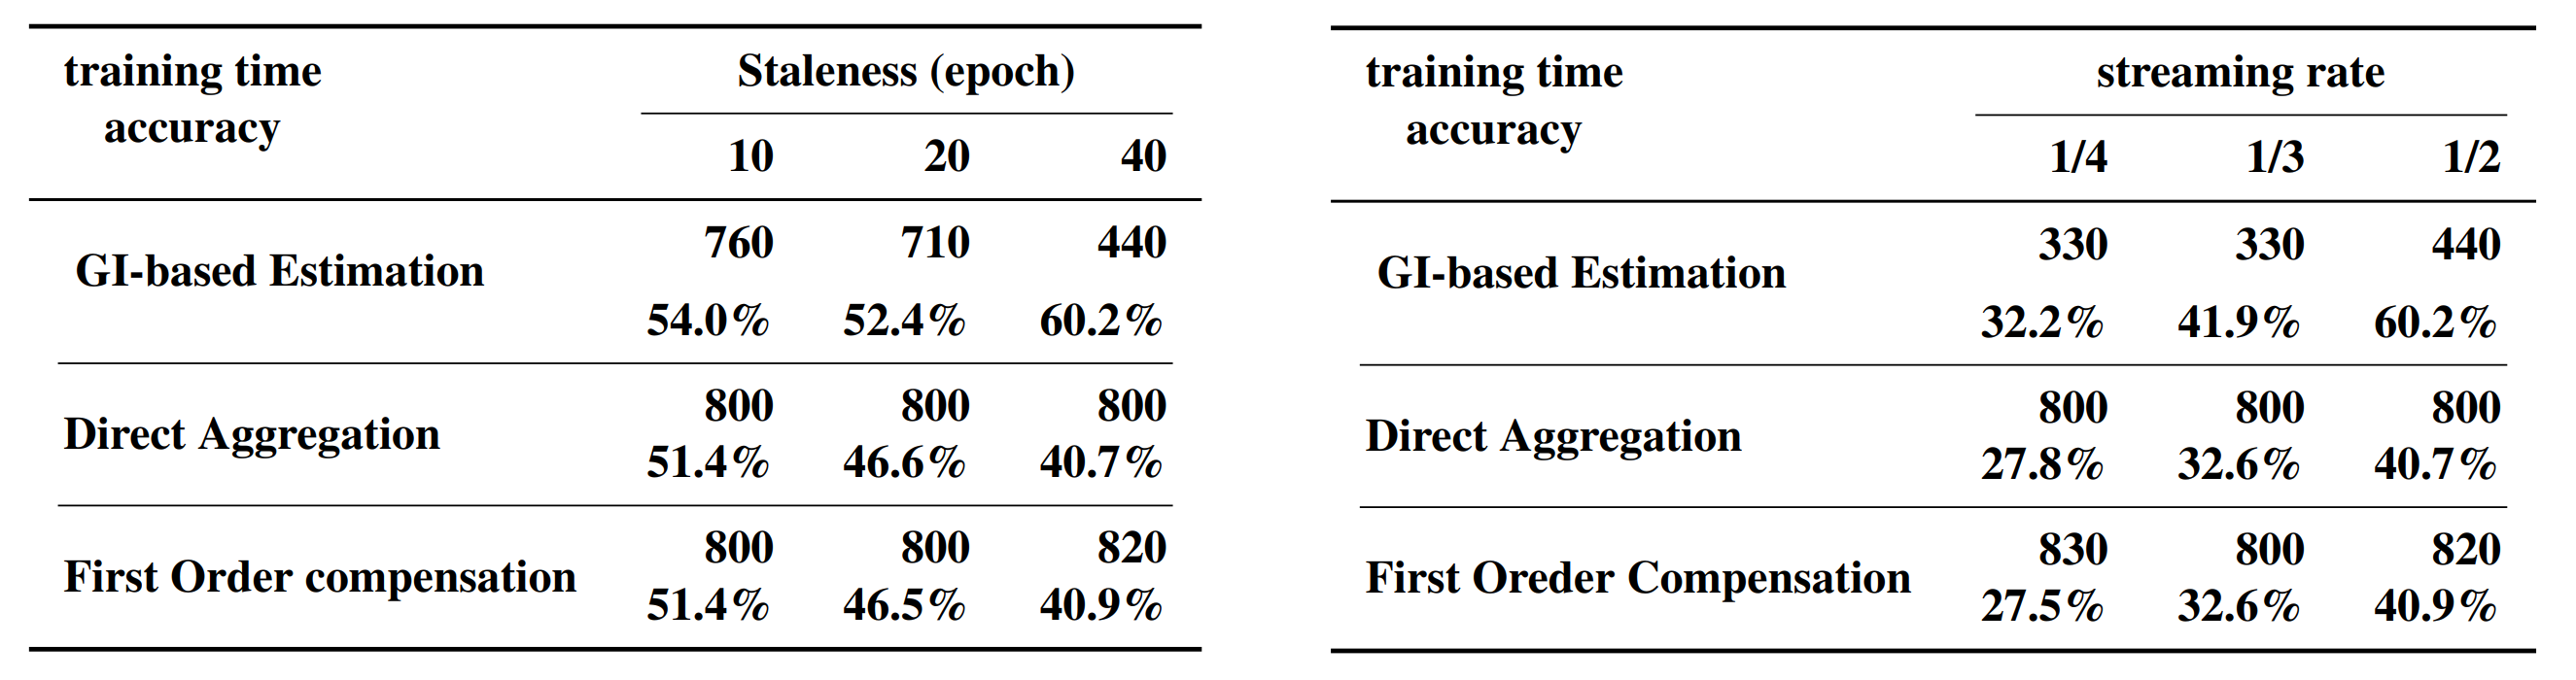 training time Staleness (epoch)
accuracy
10 20 40
760 710 440
GI-based Estimation
54.0% 52.4% 60.2%
800 800 800
Direct Aggregation
51.4% 46.6% 40.7%
800 800 820
First Order compensation
51.4% 46.5% 40.9%
training time streaming rate
accuracy
1/4 1/3 1/2
330 330 440
GI-based Estimation
32.2% 41.9% 60.2%
800 800 800
Direct Aggregation
27.8% 32.6% 40.7%
830 800 820
First Oreder Compensation
27.5% 32.6% 40.9%